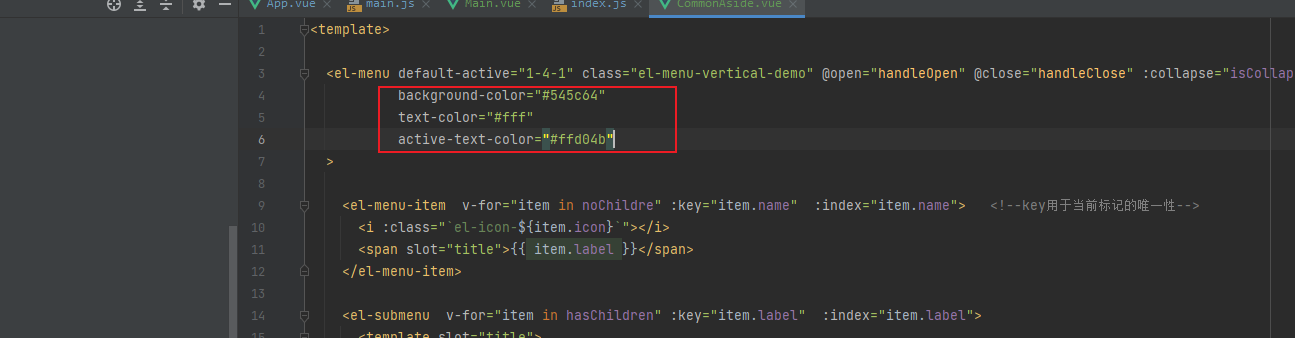 App.vue main.js Main.vue index.js CommonAside.vue
1 <template>
2
3 <el-menu default-active="1-4-1" class="el-menu-vertical-demo" @open="handleOpen" @close="handleClose" :collapse="isCollap
4 background-color="#545c64"
5 text-color="#fff"
6 active-text-color="#ffd04b"
7 >
8
9 <el-menu-item v-for="item in noChildre" :key="item.name" :index="item.name"> <!--key用于当前标记的唯一性-->
10 <i :class="`el-icon-${item.icon}`"></i>
11 <span slot="title">{{ item.label }}</span>
12 </el-menu-item>
13
14 <el-submenu v-for="item in hasChildren" :key="item.label" :index="item.label">
15 <template slot="title">